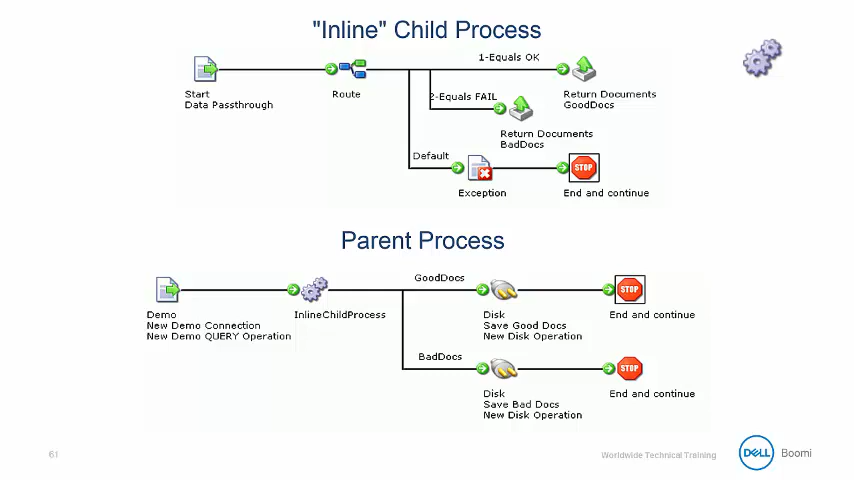 "Inline" Child Process
1-Equals OK
Start
Data Passthrough
Route
Return Documents
GoodDocs
2-Equals FAIL
Return Documents
BadDocs
Default
STOP
Exception
End and continue
Parent Process
GoodDocs
STOP
Demo
New Demo Connection
New Demo QUERY Operation
InlineChildProcess
Disk
Save Good Docs
New Disk Operation
End and continue
BadDocs
STOP
Disk
Save Bad Docs
New Disk Operation
End and continue
61
Worldwide Technical Training
DELL
Boomi